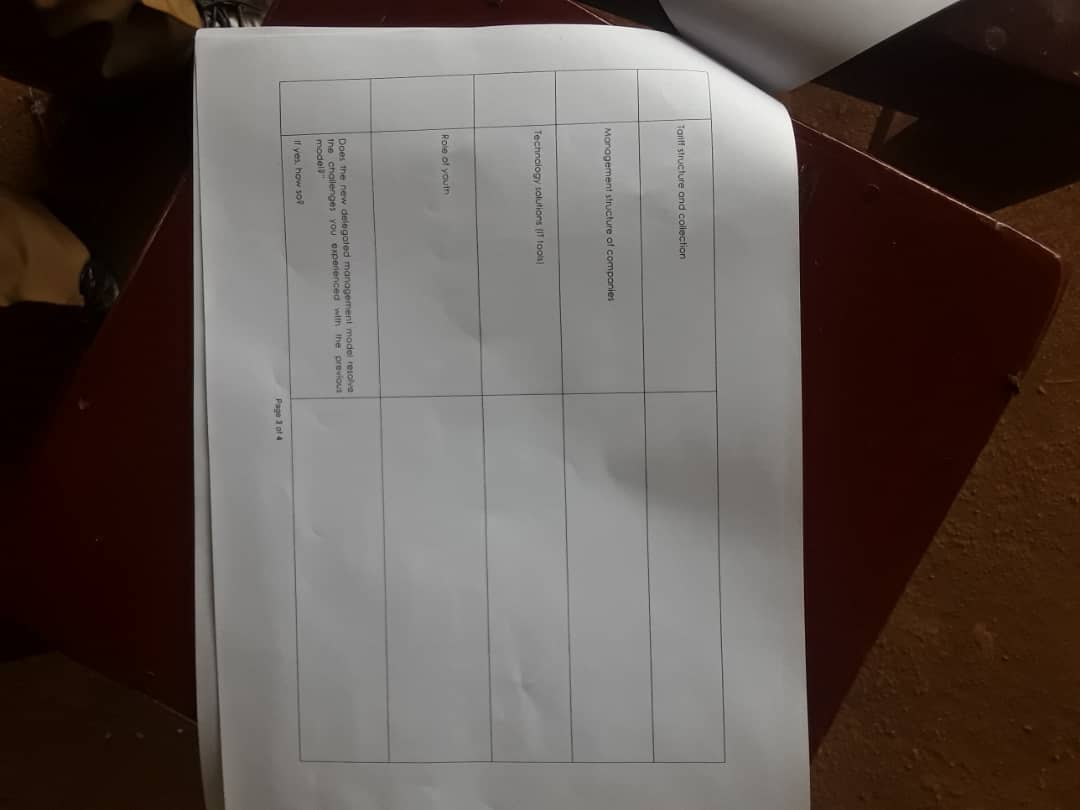 Tariff structure and collection
Management structure of companies
Technology solutions (IT tools)
Role of youth
Does the new delegated management model resolve
the challenges you experienced with the previous
model?"
If yes, how so?
Page 3 of 4